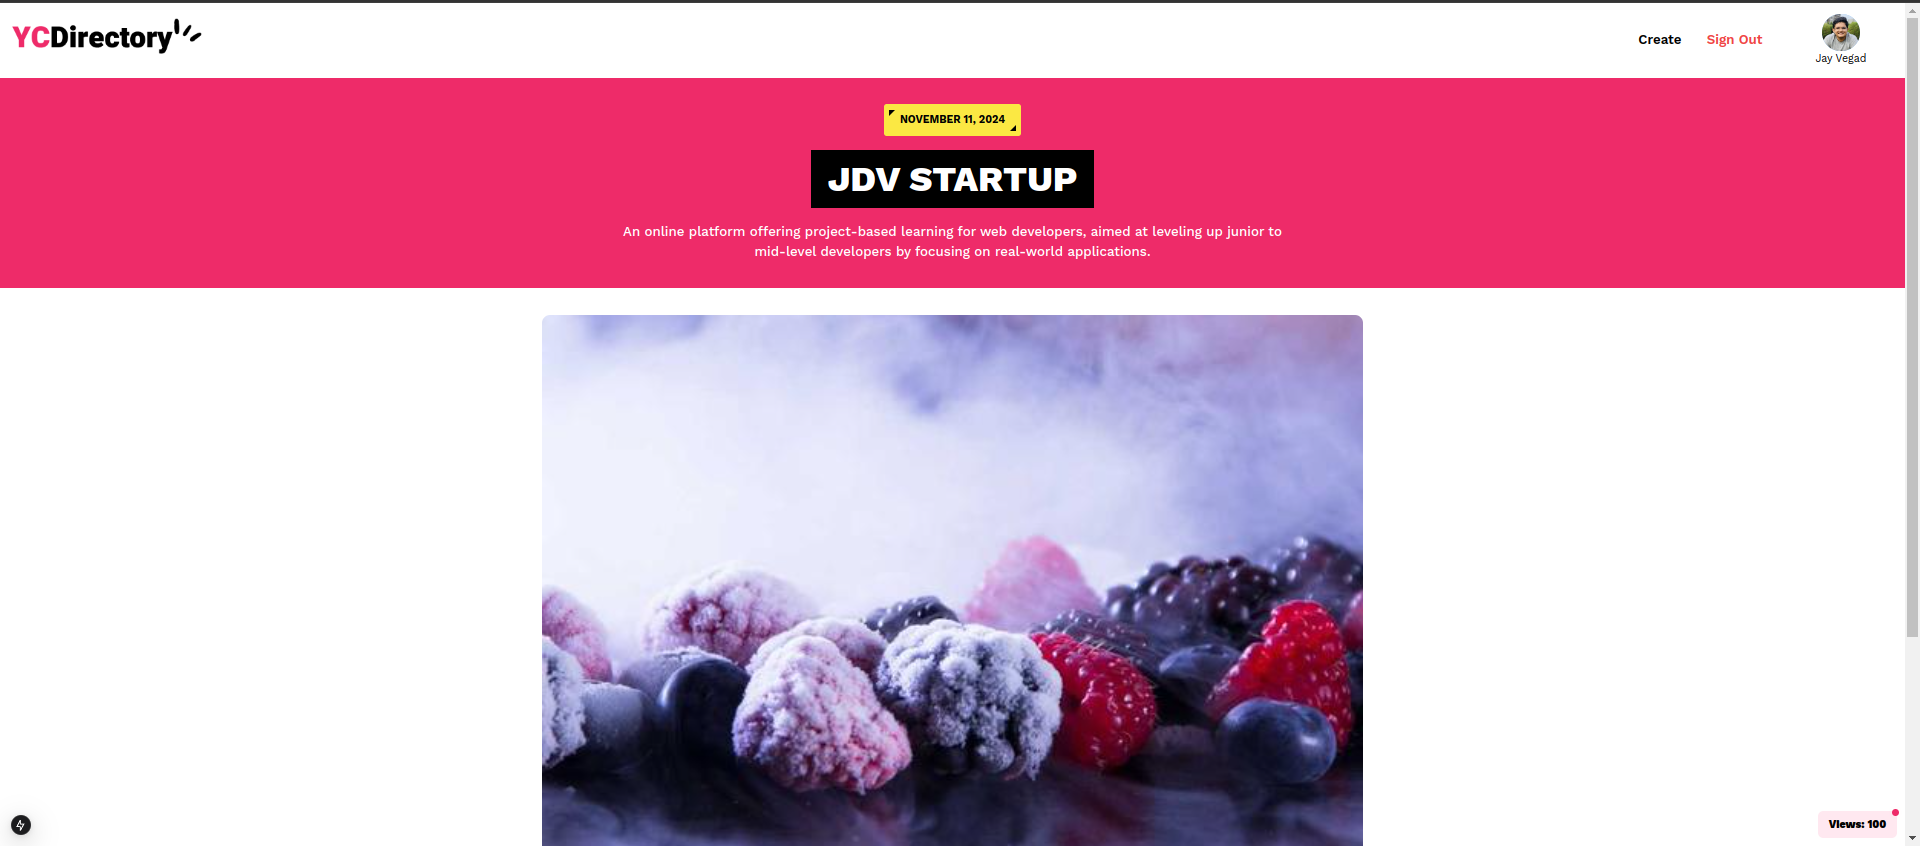 YCDirectory
Create
Sign Out
Jay Vegad
NOVEMBER 11, 2024
JDV STARTUP
An online platform offering project-based learning for web developers, aimed at leveling up junior to
mid-level developers by focusing on real-world applications.
Views: 100